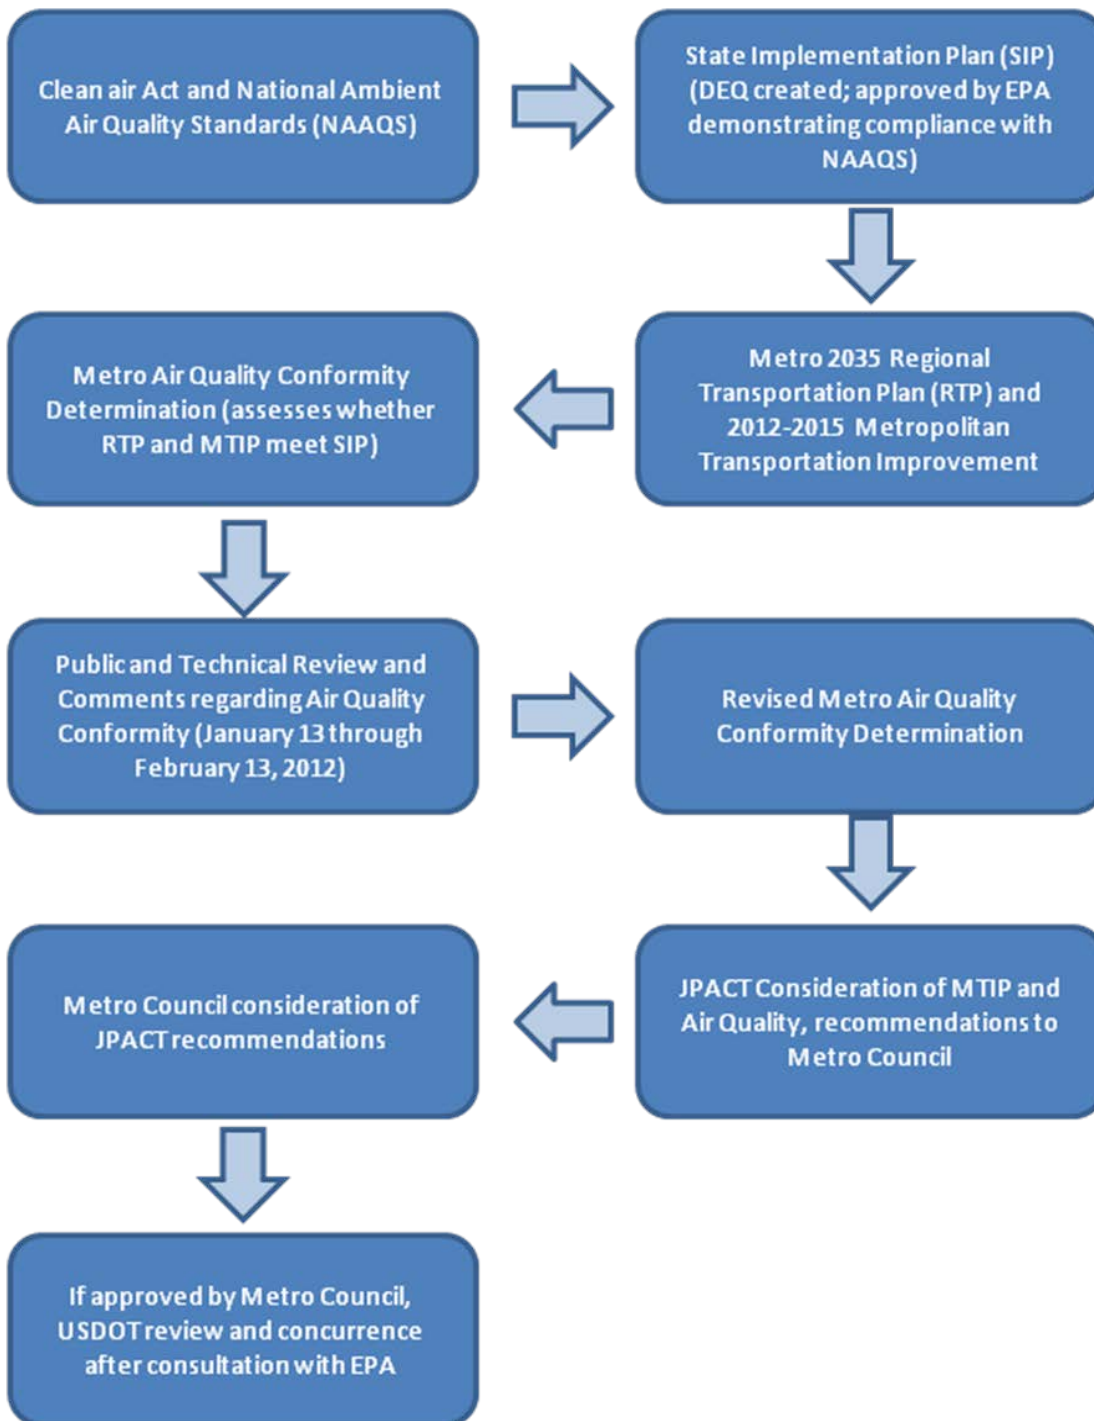 Clean air Act and National Ambient
Air Quality Standards (NAAQS)
State Implementation Plan (SIP)
(DEQ created; approved by EPA
demonstrating compliance with
NAAQS)
Metro 2035 Regional
Transportation Plan (RTP) and
2012-2015 Metropolitan
Transportation Improvement
Metro Air Quality Conformity
Determination (assesses whether
RTP and MTIP meet SIP)
Public and Technical Review and
Comments regarding Air Quality
Conformity (January 13 through
February 13, 2012)
Revised Metro Air Quality
Conformity Determination
JPACT Consideration of MTIP and
Air Quality, recommendations to
Metro Council
Metro Council consideration of
JPACT recommendations
If approved by Metro Council,
USDOT review and concurrence
after consultation with EPA